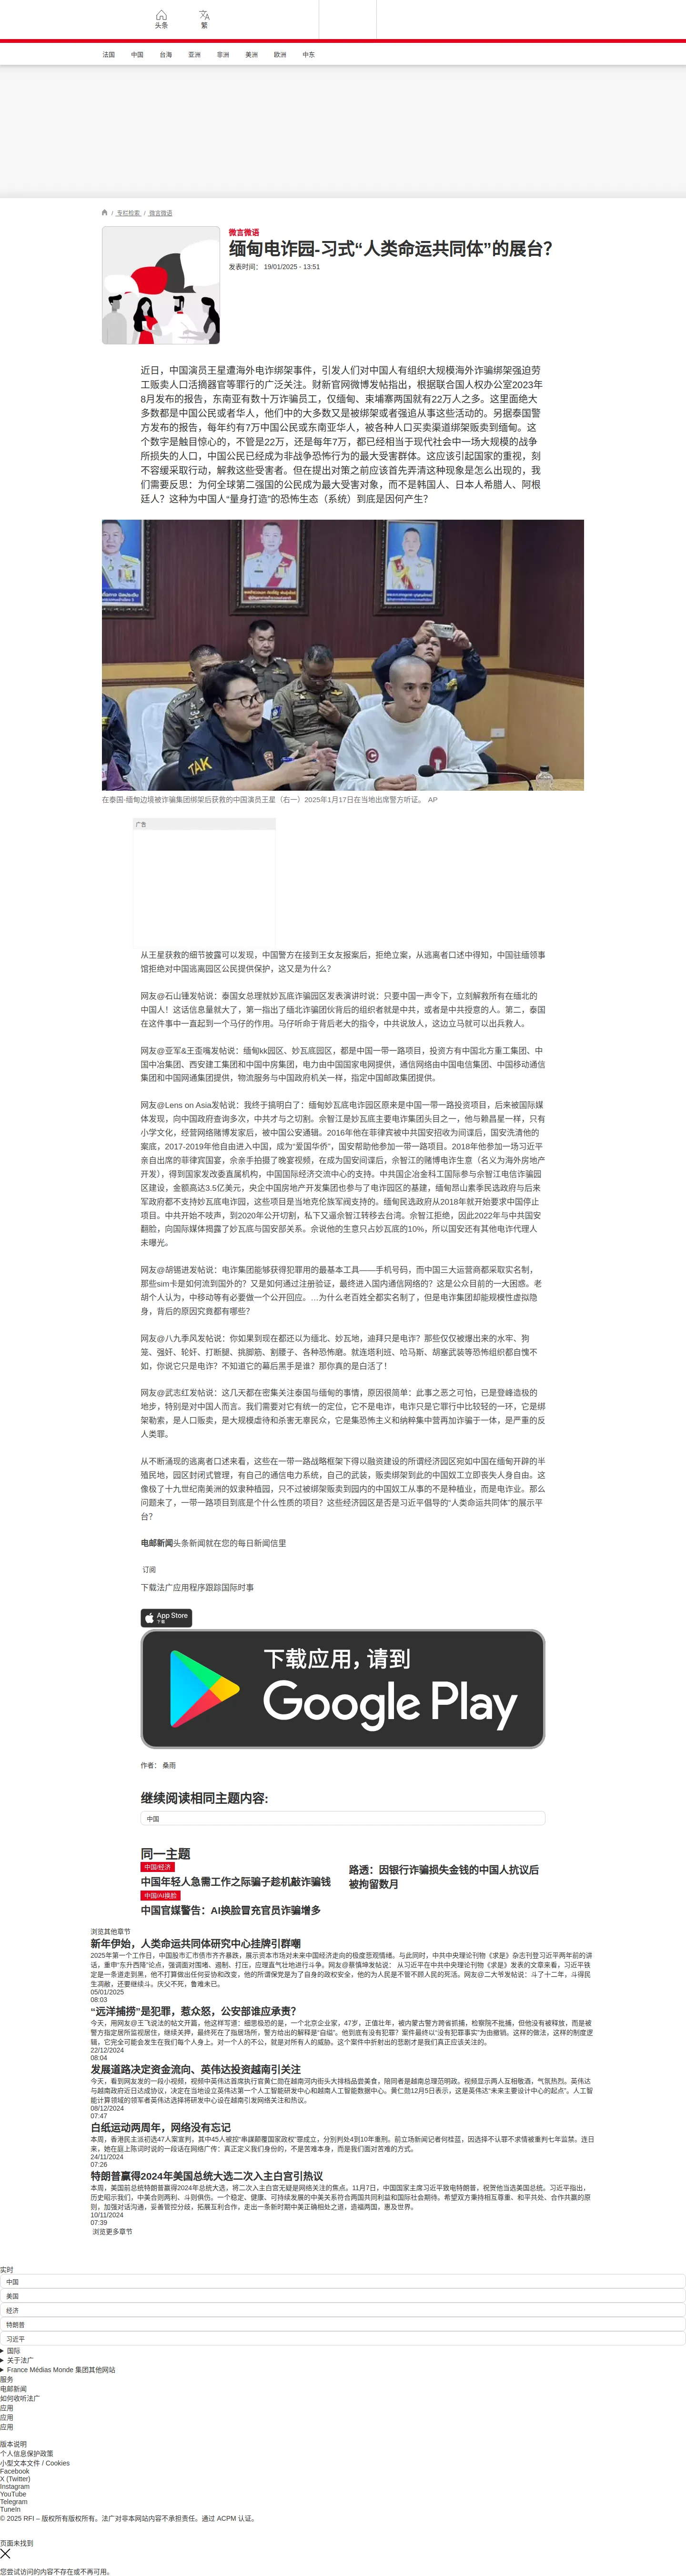 头条
繁
法国 中国 台海 亚洲 非洲 美洲 欧洲 中东
/ 专栏检索 / 微言微语
微言微语
缅甸电诈园-习式“人类命运共同体”的展台？
发表时间： 19/01/2025 - 13:51
近日，中国演员王星遭海外电诈绑架事件，引发人们对中国人有组织大规模海外诈骗绑架强迫劳
工贩卖人口活摘器官等罪行的广泛关注。财新官网微博发帖指出，根据联合国人权办公室2023年
8月发布的报告，东南亚有数十万诈骗员工，仅缅甸、柬埔寨两国就有22万人之多。这里面绝大
多数都是中国公民或者华人，他们中的大多数又是被绑架或者强迫从事这些活动的。另据泰国警
方发布的报告，每年约有7万中国公民或东南亚华人，被各种人口买卖渠道绑架贩卖到缅甸。这
个数字是触目惊心的，不管是22万，还是每年7万，都已经相当于现代社会中一场大规模的战争
所损失的人口，中国公民已经成为非战争恐怖行为的最大受害群体。这应该引起国家的重视，刻
不容缓采取行动，解救这些受害者。但在提出对策之前应该首先弄清这种现象是怎么出现的，我
们需要反思：为何全球第二强国的公民成为最大受害对象，而不是韩国人、日本人希腊人、阿根
廷人？这种为中国人“量身打造”的恐怖生态（系统）到底是因何产生？
TAK
在泰国-缅甸边境被诈骗集团绑架后获救的中国演员王星（右一）2025年1月17日在当地出席警方听证。 AP
广告
从王星获救的细节披露可以发现，中国警方在接到王女友报案后，拒绝立案，从逃离者口述中得知，中国驻缅领事
馆拒绝对中国逃离园区公民提供保护，这又是为什么？
网友@石山锺发帖说：泰国女总理就妙瓦底诈骗园区发表演讲时说：只要中国一声令下，立刻解救所有在缅北的
中国人！这话信息量就大了，第一指出了缅北诈骗团伙背后的组织者就是中共，或者是中共授意的人。第二，泰国
在这件事中一直起到一个马仔的作用。马仔听命于背后老大的指令，中共说放人，这边立马就可以出兵救人。
网友@亚军&王歪嘴发帖说：缅甸kk园区、妙瓦底园区，都是中国一带一路项目，投资方有中国北方重工集团、中
国中冶集团、西安建工集团和中国中房集团，电力由中国国家电网提供，通信网络由中国电信集团、中国移动通信
集团和中国网通集团提供，物流服务与中国政府机关一样，指定中国邮政集团提供。
网友@Lens on Asia发帖说：我终于搞明白了：缅甸妙瓦底电诈园区原来是中国一带一路投资项目，后来被国际媒
体发现，向中国政府查询多次，中共才与之切割。佘智江是妙瓦底主要电诈集团头目之一，他与赖昌星一样，只有
小学文化，经营网络赌博发家后，被中国公安通辑。2016年他在菲律宾被中共国安招收为间谍后，国安洗清他的
案底，2017-2019年他自由进入中国，成为“爱国华侨”，国安帮助他参加一带一路项目。2018年他参加一场习近平
亲自出席的菲律宾国宴，佘亲手拍摄了晚宴视频，在成为国安间谍后，佘智江的赌博电诈生意（名义为海外房地产
开发），得到国家发改委直属机构，中国国际经济交流中心的支持。中共国企冶金科工国际参与佘智江电信诈骗园
区建设，金额高达3.5亿美元，央企中国房地产开发集团也参与了电诈园区的基建，缅甸昂山素季民选政府与后来
军政府都不支持妙瓦底电诈园，这些项目是当地克伦族军阀支持的。缅甸民选政府从2018年就开始要求中国停止
项目。中共开始不吱声，到2020年公开切割，私下又逼佘智江转移去台湾。佘智江拒绝，因此2022年与中共国安
翻脸，向国际媒体揭露了妙瓦底与国安部关系。佘说他的生意只占妙瓦底的10%，所以国安还有其他电诈代理人
未曝光。
网友@胡锡进发帖说：电诈集团能够获得犯罪用的最基本工具——手机号码，而中国三大运营商都采取实名制，
那些sim卡是如何流到国外的？又是如何通过注册验证，最终进入国内通信网络的？这是公众目前的一大困惑。老
胡个人认为，中移动等有必要做一个公开回应。…为什么老百姓全都实名制了，但是电诈集团却能规模性虚拟隐
身，背后的原因究竟都有哪些？
网友@八九季风发帖说：你如果到现在都还以为缅北、妙瓦地，迪拜只是电诈？那些仅仅被爆出来的水牢、狗
笼、强奸、轮奸、打断腿、挑脚筋、割腰子、各种恐怖磨。就连塔利班、哈马斯、胡塞武装等恐怖组织都自愧不
如，你说它只是电诈？不知道它的幕后黑手是谁？那你真的是白活了！
网友@武志红发帖说：这几天都在密集关注泰国与缅甸的事情，原因很简单：此事之恶之可怕，已是登峰造极的
地步，特别是对中国人而言。我们需要对它有统一的定位，它不是电诈，电诈只是它罪行中比较轻的一环，它是绑
架勒索，是人口贩卖，是大规模虐待和杀害无辜民众，它是集恐怖主义和纳粹集中营再加诈骗于一体，是严重的反
人类罪。
从不断涌现的逃离者口述来看，这些在一带一路战略框架下得以融资建设的所谓经济园区宛如中国在缅甸开辟的半
殖民地，园区封闭式管理，有自己的通信电力系统，自己的武装，贩卖绑架到此的中国奴工立即丧失人身自由。这
像极了十九世纪南美洲的奴隶种植园，只不过被绑架贩卖到园内的中国奴工从事的不是种植业，而是电诈业。那么
问题来了，一带一路项目到底是个什么性质的项目？这些经济园区是否是习近平倡导的“人类命运共同体”的展示平
台？
电邮新闻头条新闻就在您的每日新闻信里
订阅
下载法广应用程序跟踪国际时事
App Store
下载
下载应用，请到
Google Play
作者： 桑雨
继续阅读相同主题内容:
中国
同一主题
中国/经济
中国年轻人急需工作之际骗子趁机敲诈骗钱
路透：因银行诈骗损失金钱的中国人抗议后
被拘留数月
中国/AI换脸
中国官媒警告：AI换脸冒充官员诈骗增多
浏览其他章节
新年伊始，人类命运共同体研究中心挂牌引群嘲
2025年第一个工作日，中国股市汇市债市齐齐暴跌，展示资本市场对未来中国经济走向的极度悲观情绪。与此同时，中共中央理论刊物《求是》杂志刊登习近平两年前的讲
话，重申“东升西降”论点，强调面对围堵、遏制、打压，应理直气壮地进行斗争。网友@蔡慎坤发帖说： 从习近平在中共中央理论刊物《求是》发表的文章来看，习近平铁
定是一条道走到黑，他不打算做出任何妥协和改变，他的所谓保党是为了自身的政权安全，他的为人民是不管不顾人民的死活。网友@二大爷发帖说：斗了十二年，斗得民
生凋敝，还要继续斗。庆父不死，鲁难未已。
05/01/2025
08:03
“远洋捕捞”是犯罪，惹众怒，公安部谁应承责？
今天，用网友@王飞说法的帖文开篇，他这样写道：细思极恐的是，一个北京企业家，47岁，正值壮年，被内蒙古警方跨省抓捕，检察院不批捕，但他没有被释放，而是被
警方指定居所监视居住，继续关押，最终死在了指居场所，警方给出的解释是“自缢”。他到底有没有犯罪？案件最终以“没有犯罪事实”为由撤销。这样的做法，这样的制度逻
辑，它完全可能会发生在我们每个人身上。对一个人的不公，就是对所有人的威胁。这个案件中折射出的悲剧才是我们真正应该关注的。
22/12/2024
08:04
发展道路决定资金流向、英伟达投资越南引关注
今天，看到网友发的一段小视频，视频中英伟达首席执行官黄仁勋在越南河内街头大排档品尝美食，陪同者是越南总理范明政。视频显示两人互相敬酒，气氛热烈。英伟达
与越南政府近日达成协议，决定在当地设立英伟达第一个人工智能研发中心和越南人工智能数据中心。黄仁勋12月5日表示，这是英伟达“未来主要设计中心的起点”。人工智
能计算领域的领军者英伟达选择将研发中心设在越南引发网络关注和热议。
08/12/2024
07:47
白纸运动两周年，网络没有忘记
本周，香港民主派初选47人案宣判，其中45人被控“串谋颠覆国家政权”罪成立，分别判处4到10年重刑。前立场新闻记者何桂蓝，因选择不认罪不求情被重判七年监禁。连日
来，她在庭上陈词时说的一段话在网络广传：真正定义我们身份的，不是苦难本身，而是我们面对苦难的方式。
24/11/2024
07:26
特朗普赢得2024年美国总统大选二次入主白宫引热议
本周，美国前总统特朗普赢得2024年总统大选，将二次入主白宫无疑是网络关注的焦点。11月7日，中国国家主席习近平致电特朗普，祝贺他当选美国总统。习近平指出，
历史昭示我们，中美合则两利、斗则俱伤。一个稳定、健康、可持续发展的中美关系符合两国共同利益和国际社会期待。希望双方秉持相互尊重、和平共处、合作共赢的原
则，加强对话沟通，妥善管控分歧，拓展互利合作，走出一条新时期中美正确相处之道，造福两国，惠及世界。
10/11/2024
07:39
浏览更多章节
实时
中国
美国
经济
特朗普
习近平
国际
关于法广
France Médias Monde 集团其他网站
服务
电邮新闻
如何收听法广
应用
应用
应用
版本说明
个人信息保护政策
小型文本文件 / Cookies
Facebook
X (Twitter)
Instagram
YouTube
Telegram
TuneIn
© 2025 RFI – 版权所有版权所有。法广对非本网站内容不承担责任。通过 ACPM 认证。
页面未找到
您尝试访问的内容不存在或不再可用。